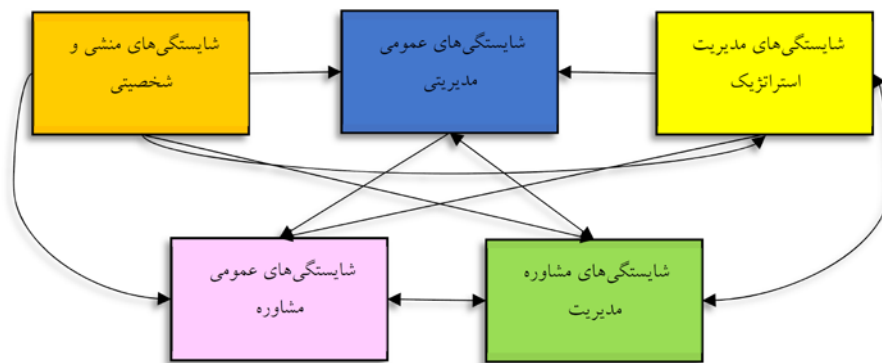 شایستگی‌های مدیریت
استراتژیک
شایستگی‌های عمومی
مدیریتی
شایستگی‌های منشی و
شخصیتی
شایستگی‌های مشاوره
مدیریت
شایستگی‌های عمومی
مشاوره